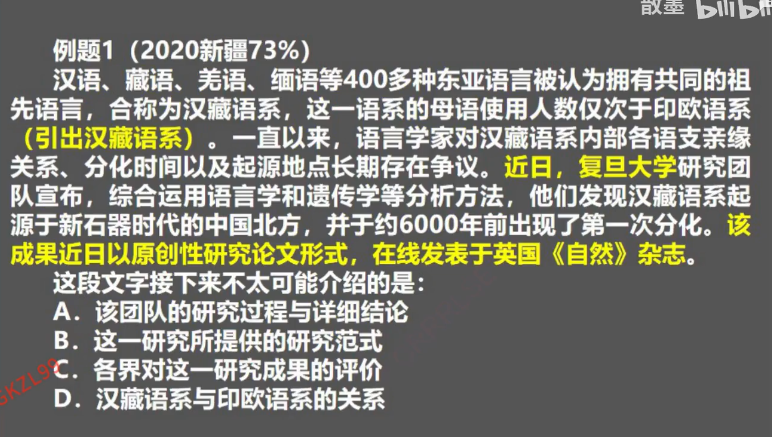 散墨 bilibili
例题1（2020新疆73%）
汉语、藏语、羌语、缅语等400多种东亚语言被认为拥有共同的祖
先语言，合称为汉藏语系，这一语系的母语使用人数仅次于印欧语系
（引出汉藏语系）。一直以来，语言学家对汉藏语系内部各语支亲缘
关系、分化时间以及起源地点长期存在争议。近日，复旦大学研究团
队宣布，综合运用语言学和遗传学等分析方法，他们发现汉藏语系起
源于新石器时代的中国北方，并于约6000年前出现了第一次分化。该
成果近日以原创性研究论文形式，在线发表于英国《自然》杂志。
这段文字接下来不太可能介绍的是：
A．该团队的研究过程与详细结论
B．这一研究所提供的研究范式
C．各界对这一研究成果的评价
D．汉藏语系与印欧语系的关系